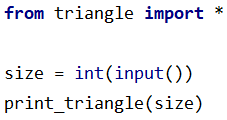 from triangle import *
size = int(input())
print_triangle(size)